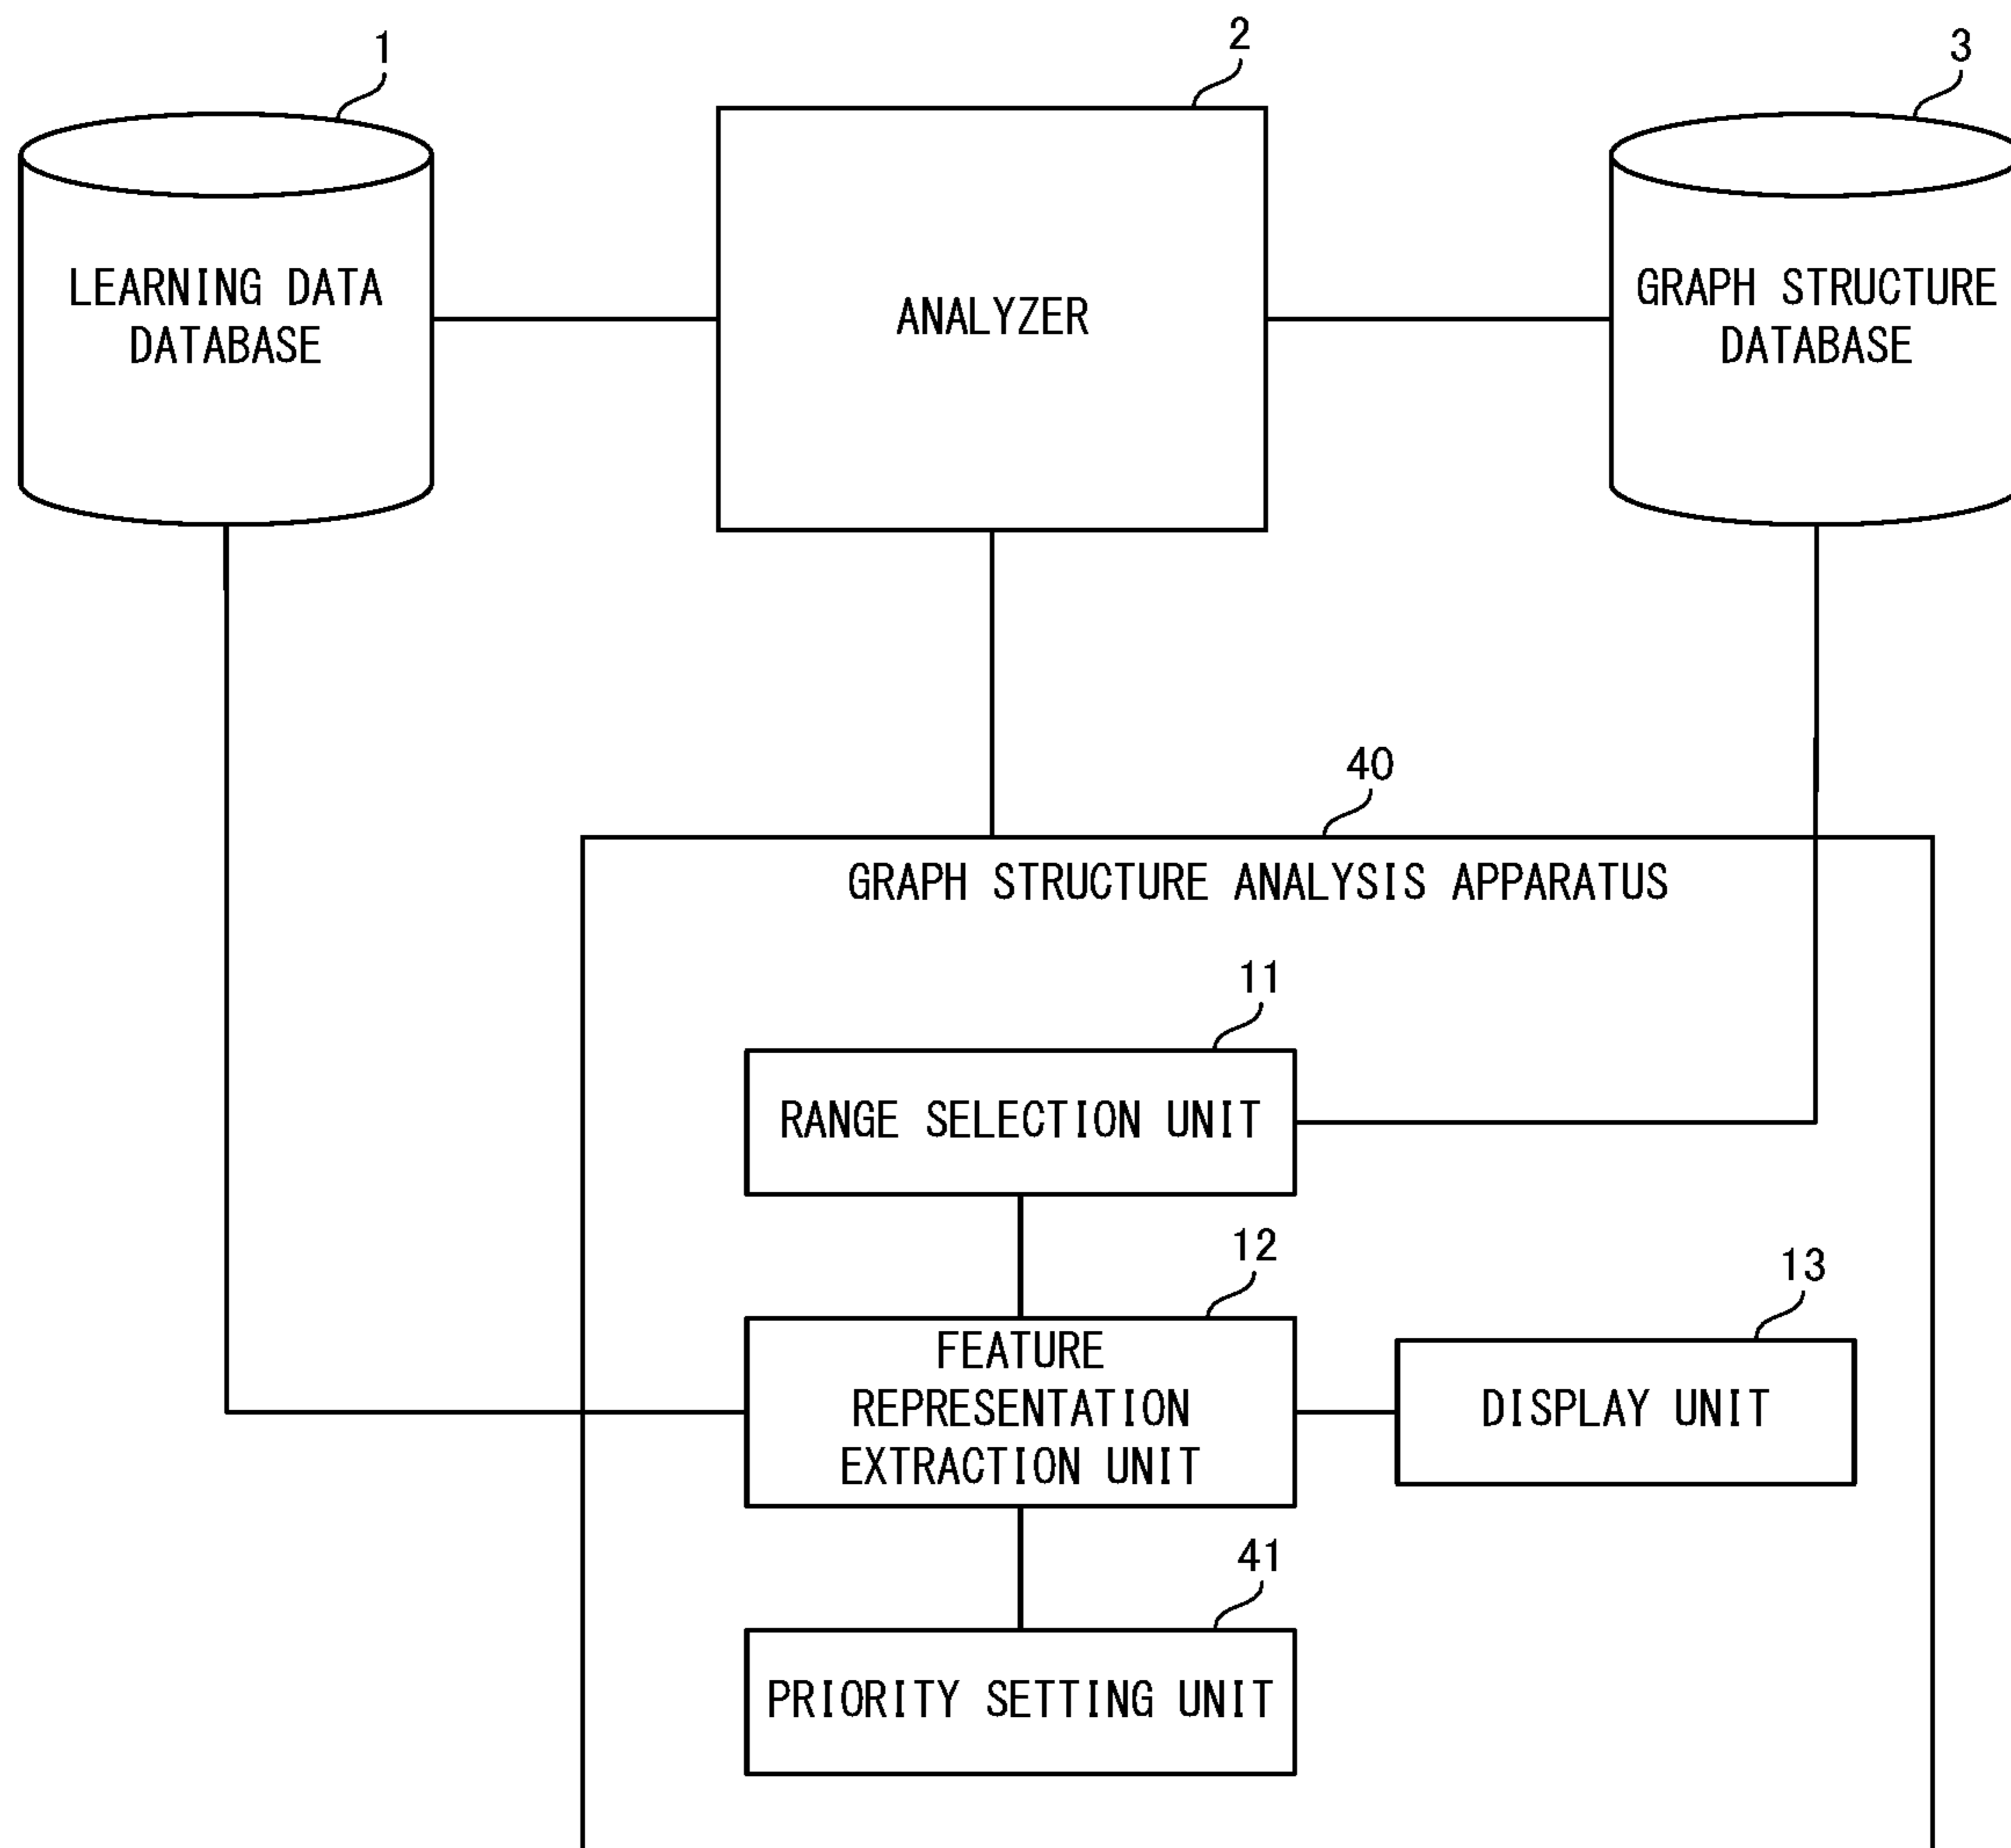 1
2
3
LEARNING DATA
DATABASE
ANALYZER
GRAPH STRUCTURE
DATABASE
40
GRAPH STRUCTURE ANALYSIS APPARATUS
11
RANGE SELECTION UNIT
12
FEATURE
REPRESENTATION
EXTRACTION UNIT
13
DISPLAY UNIT
41
PRIORITY SETTING UNIT